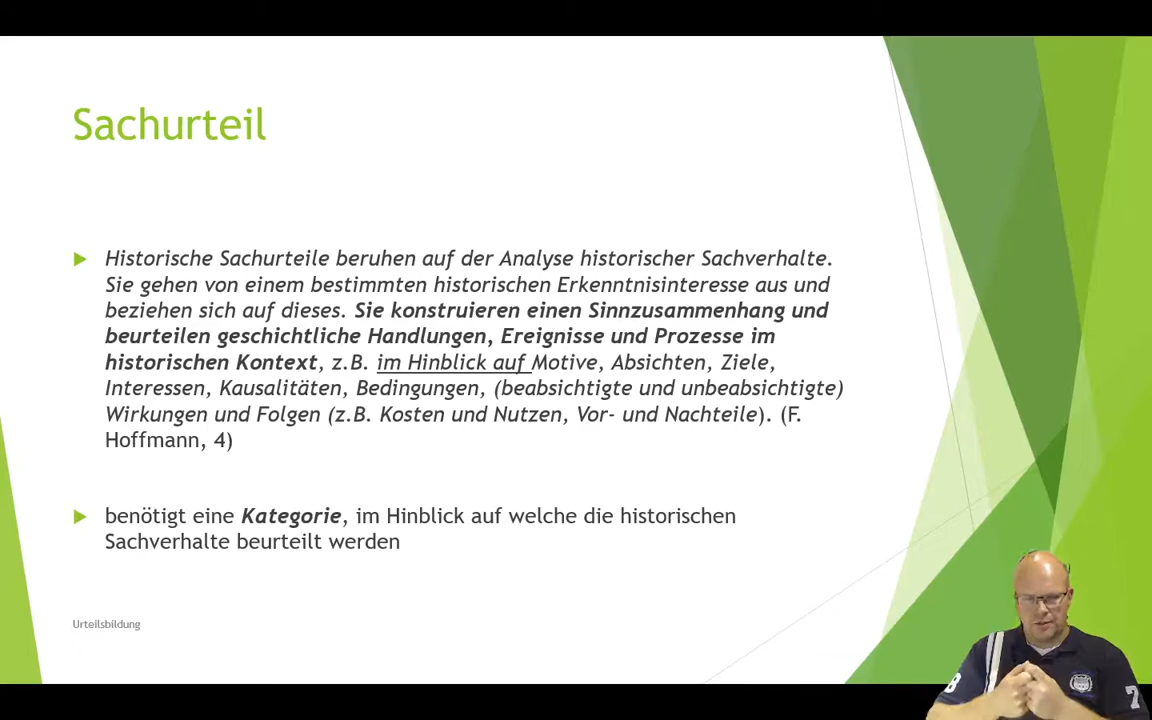 Sachurteil
Historische Sachurteile beruhen auf der Analyse historischer Sachverhalte.
Sie gehen von einem bestimmten historischen Erkenntnisinteresse aus und
beziehen sich auf dieses. Sie konstruieren einen Sinnzusammenhang und
beurteilen geschichtliche Handlungen, Ereignisse und Prozesse im
historischen Kontext, z.B. im Hinblick auf Motive, Absichten, Ziele,
Interessen, Kausalitäten, Bedingungen, (beabsichtigte und unbeabsichtigte)
Wirkungen und Folgen (z.B. Kosten und Nutzen, Vor- und Nachteile). (F.
Hoffmann, 4)
benötigt eine Kategorie, im Hinblick auf welche die historischen
Sachverhalte beurteilt werden
Urteilsbildung
8
7